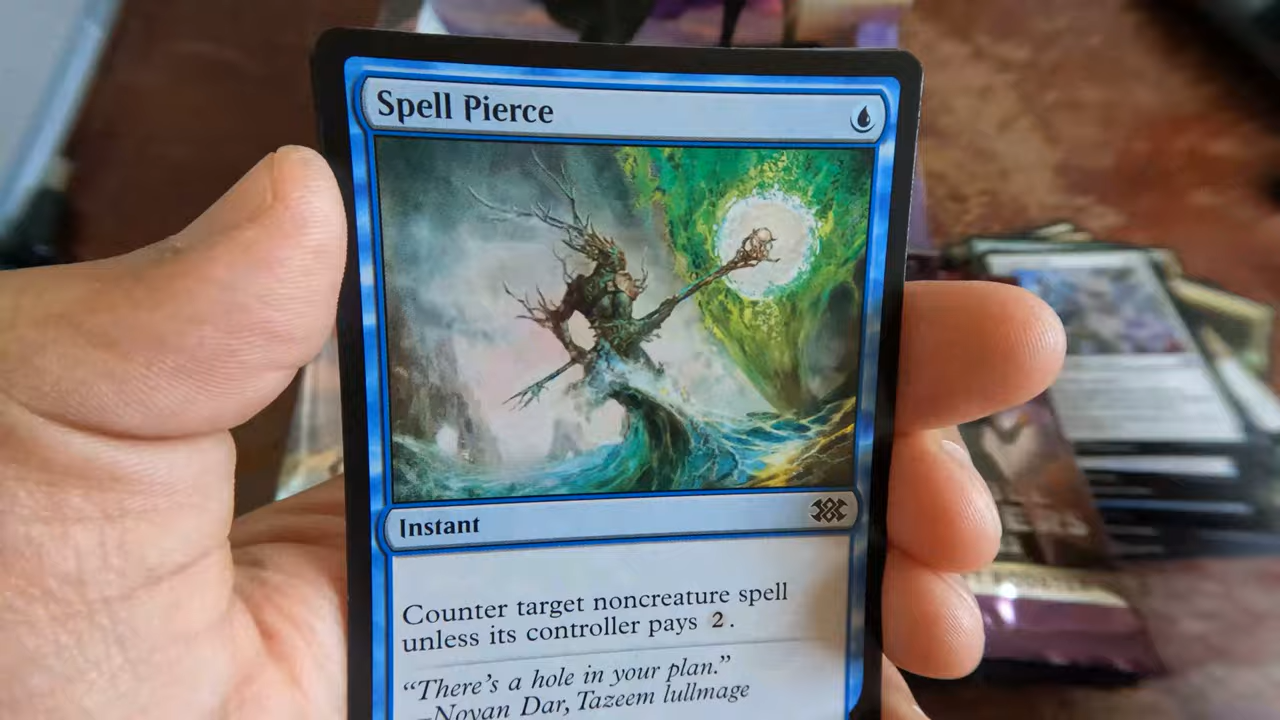 Spell Pierce
Instant
Counter target noncreature spell
unless its controller pays 2.
“There’s a hole in your plan.”
–Noyan Dar, Tazeem lullmage